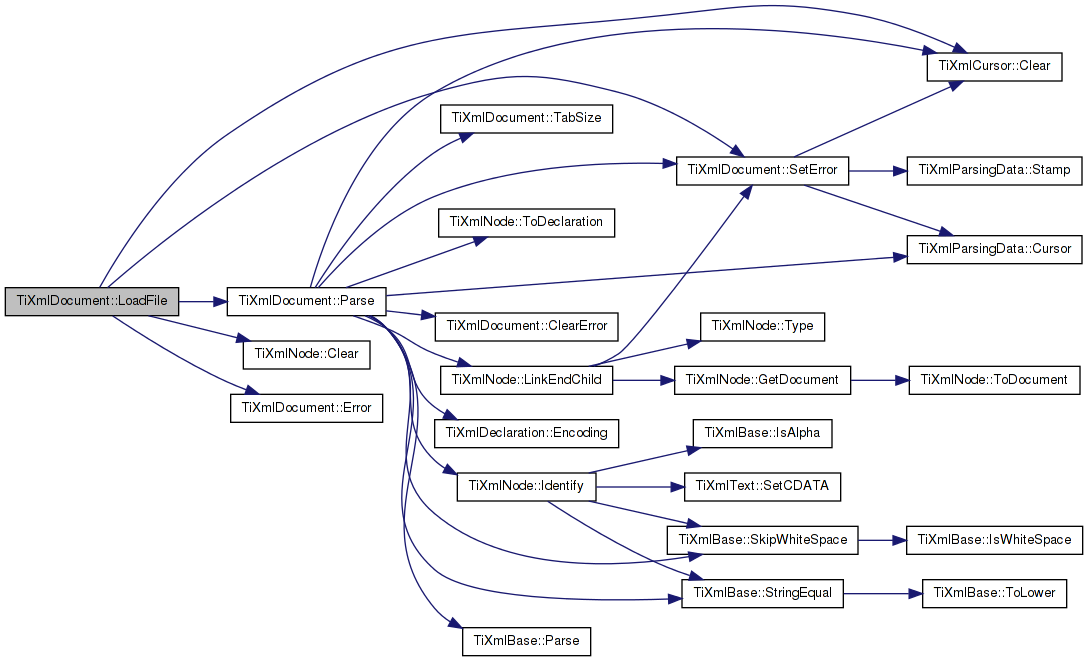 TiXmlCursor::Clear
TiXmlDocument::TabSize
TiXmlDocument::SetError
TiXmlParsingData::Stamp
TiXmlNode::ToDeclaration
TiXmlParsingData::Cursor
TiXmlDocument::LoadFile
TiXmlDocument::Parse
TiXmlDocument::ClearError
TiXmlNode::Type
TiXmlNode::Clear
TiXmlNode::LinkEndChild
TiXmlNode::GetDocument
TiXmlNode::ToDocument
TiXmlDocument::Error
TiXmlDeclaration::Encoding
TiXmlBase::IsAlpha
TiXmlNode::Identify
TiXmlText::SetCDATA
TiXmlBase::SkipWhiteSpace
TiXmlBase::IsWhiteSpace
TiXmlBase::StringEqual
TiXmlBase::ToLower
TiXmlBase::Parse